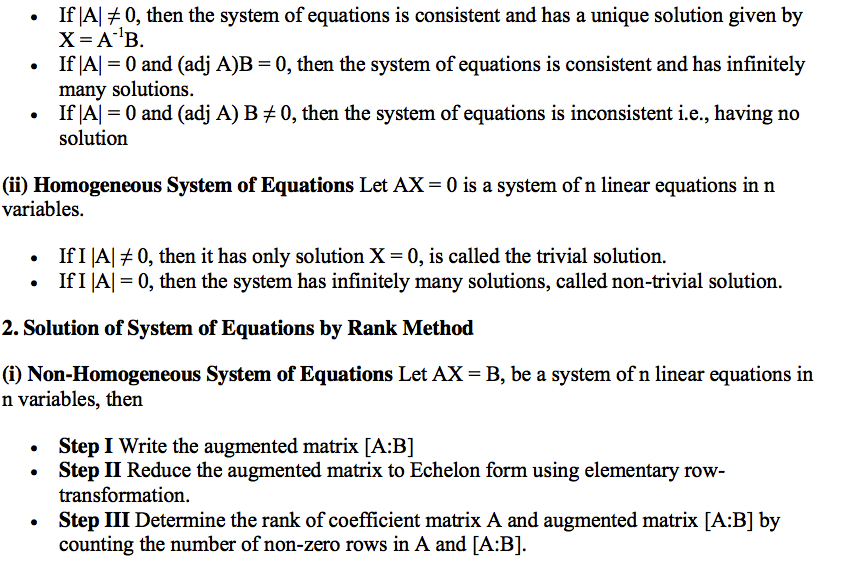 • If |A| ≠ 0, then the system of equations is consistent and has a unique solution given by
X = A⁻¹B.
• If |A| = 0 and (adj A)B = 0, then the system of equations is consistent and has infinitely
many solutions.
• If |A| = 0 and (adj A) B ≠ 0, then the system of equations is inconsistent i.e., having no
solution
(ii) Homogeneous System of Equations Let AX = 0 is a system of n linear equations in n
variables.
• If I |A| ≠ 0, then it has only solution X = 0, is called the trivial solution.
• If I |A| = 0, then the system has infinitely many solutions, called non-trivial solution.
2. Solution of System of Equations by Rank Method
(i) Non-Homogeneous System of Equations Let AX = B, be a system of n linear equations in
n variables, then
• Step I Write the augmented matrix [A:B]
• Step II Reduce the augmented matrix to Echelon form using elementary row-
transformation.
• Step III Determine the rank of coefficient matrix A and augmented matrix [A:B] by
counting the number of non-zero rows in A and [A:B].